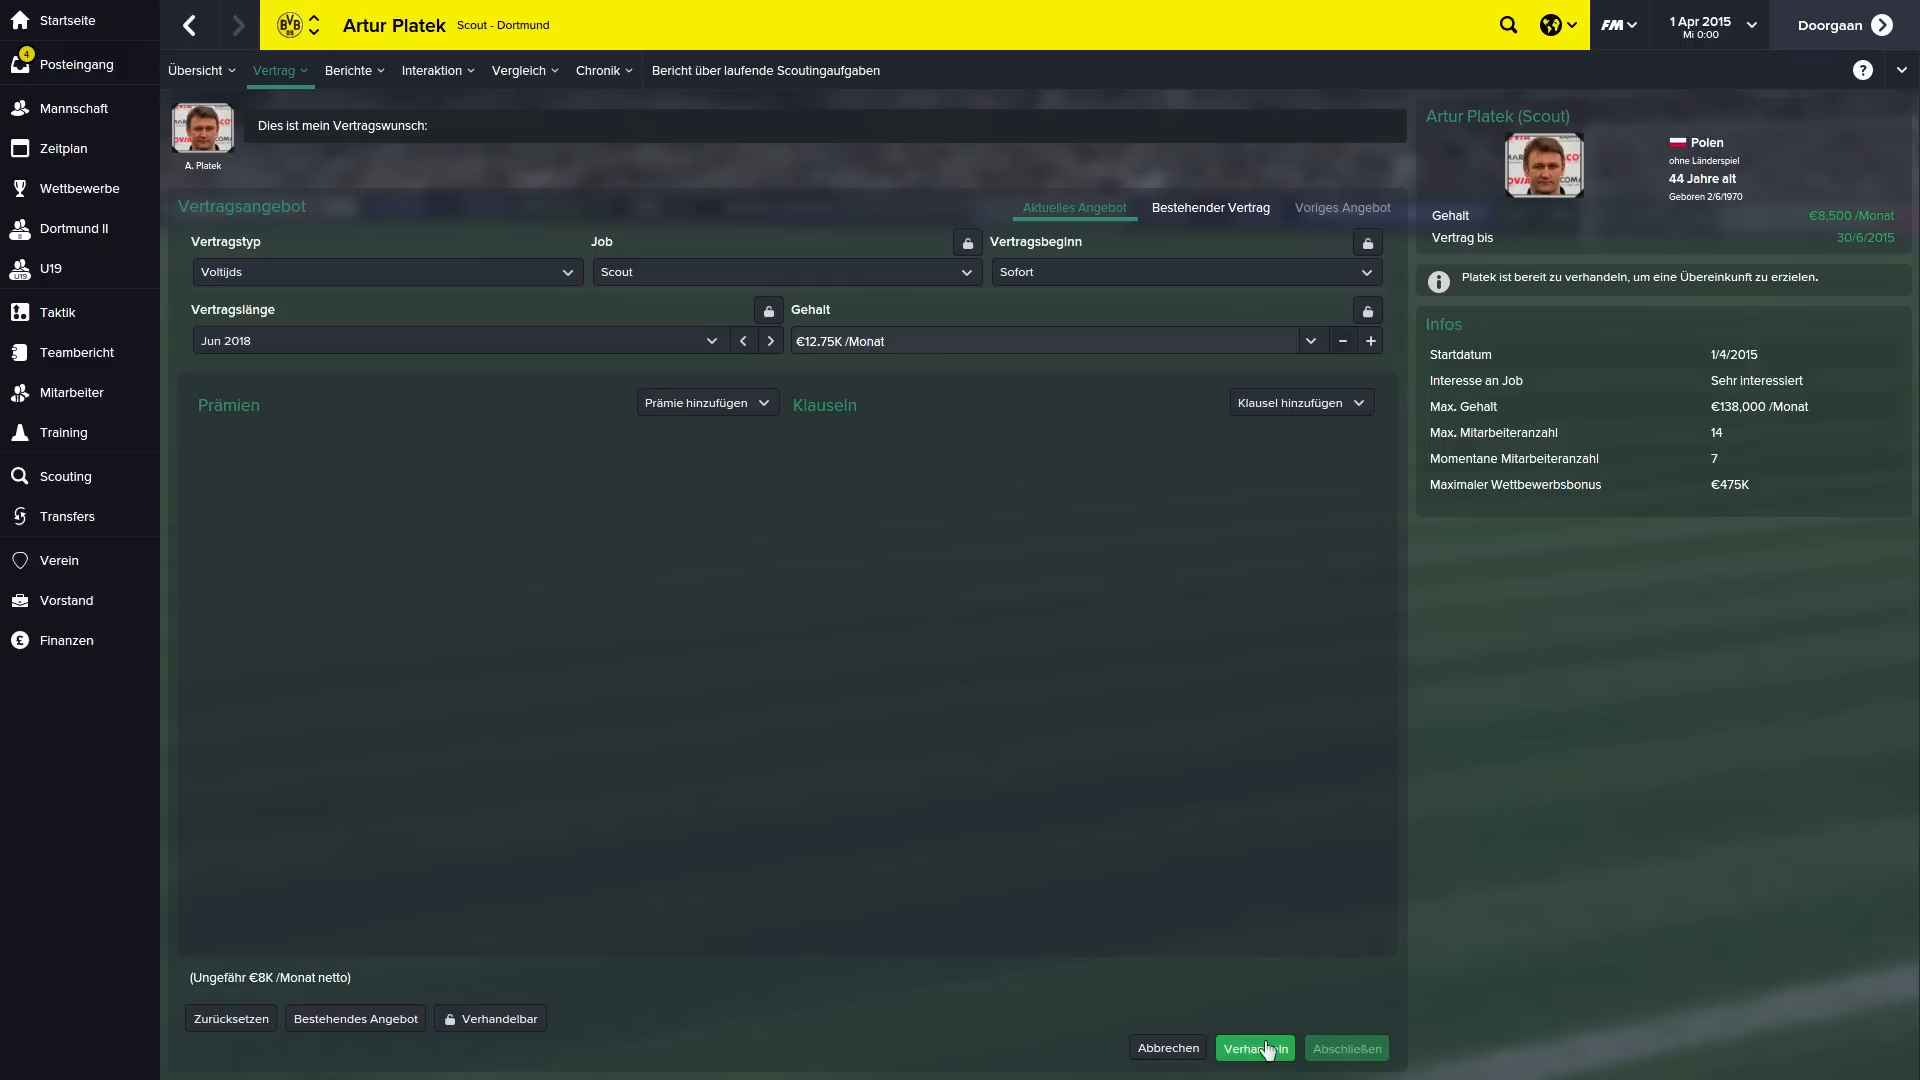 Startseite
4
Posteingang
Mannschaft
Zeitplan
Wettbewerbe
II
Dortmund II
U19
U19
Taktik
Teambericht
Mitarbeiter
Training
Scouting
Transfers
Verein
Vorstand
£
Finanzen
BVB
09
Artur Platek
Scout - Dortmund
FM
1 Apr 2015
Mi 0:00
Doorgaan
Übersicht
Vertrag
Berichte
Interaktion
Vergleich
Chronik
Bericht über laufende Scoutingaufgaben
?
Dies ist mein Vertragswunsch:
A. Platek
Vertragsangebot
Aktuelles Angebot
Bestehender Vertrag
Voriges Angebot
Vertragstyp
Job
Vertragsbeginn
Voltijds
Scout
Sofort
Vertragslänge
Gehalt
Jun 2018
€12.75K /Monat
Prämien
Prämie hinzufügen
Klauseln
Klausel hinzufügen
(Ungefähr €8K /Monat netto)
Zurücksetzen
Bestehendes Angebot
Verhandelbar
Abbrechen
Abschließen
Artur Platek (Scout)
Polen
ohne Länderspiel
44 Jahre alt
Geboren 2/6/1970
Gehalt
€8,500 /Monat
Vertrag bis
30/6/2015
Platek ist bereit zu verhandeln, um eine Übereinkunft zu erzielen.
Infos
Startdatum
1/4/2015
Interesse an Job
Sehr interessiert
Max. Gehalt
€138,000 /Monat
Max. Mitarbeiteranzahl
14
Momentane Mitarbeiteranzahl
7
Maximaler Wettbewerbsbonus
€475K